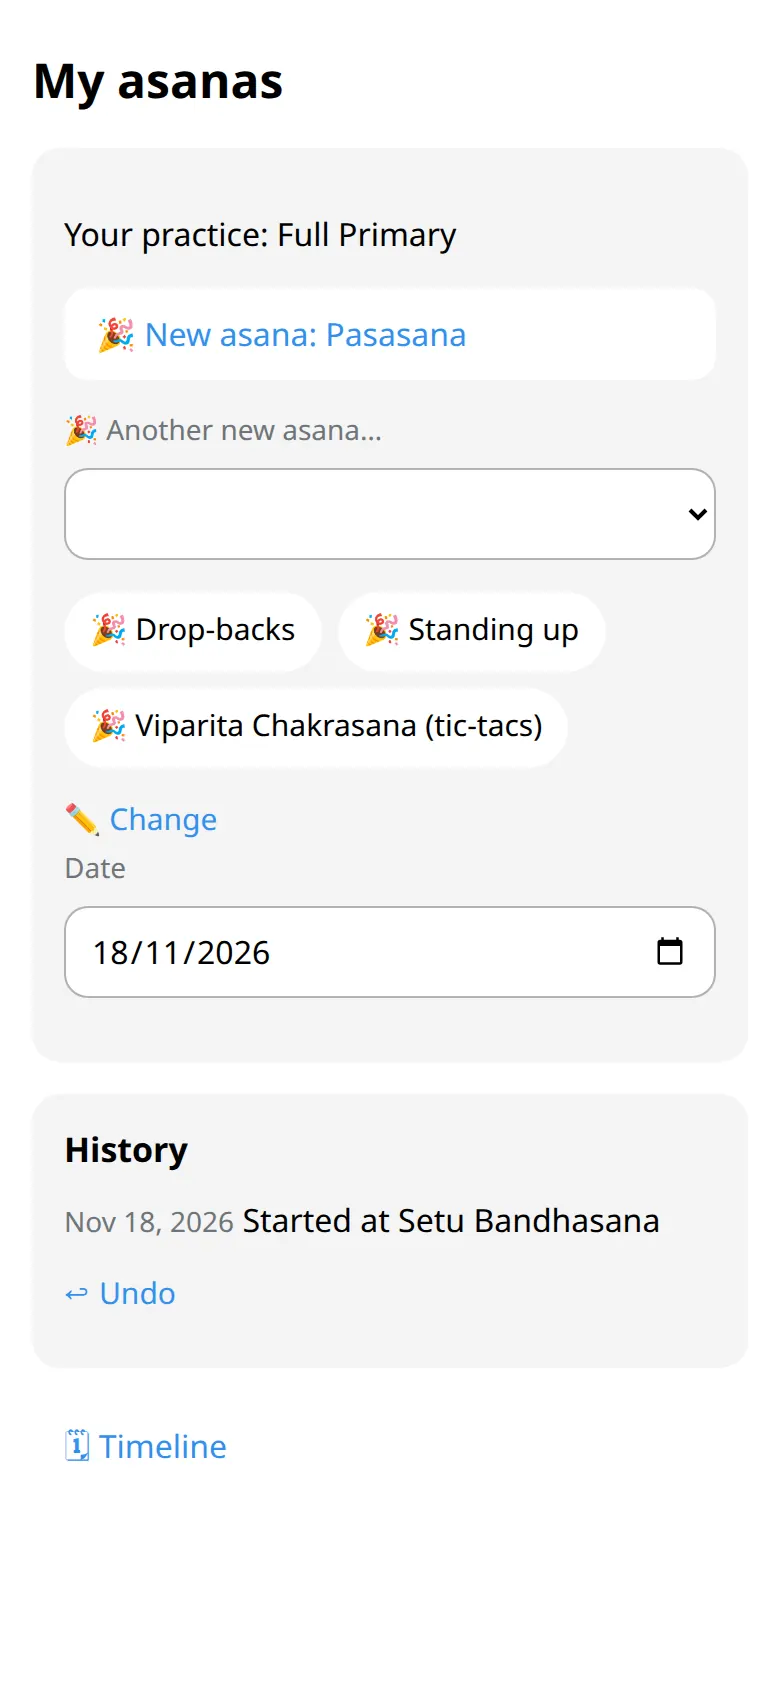 My asanas
Your practice: Full Primary
🎉 New asana: Pasasana
🎉 Another new asana...
🎉 Drop-backs
🎉 Standing up
🎉 Viparita Chakrasana (tic-tacs)
✏️ Change
Date
18/11/2026
History
Nov 18, 2026 Started at Setu Bandhasana
↩ Undo
🗓 Timeline